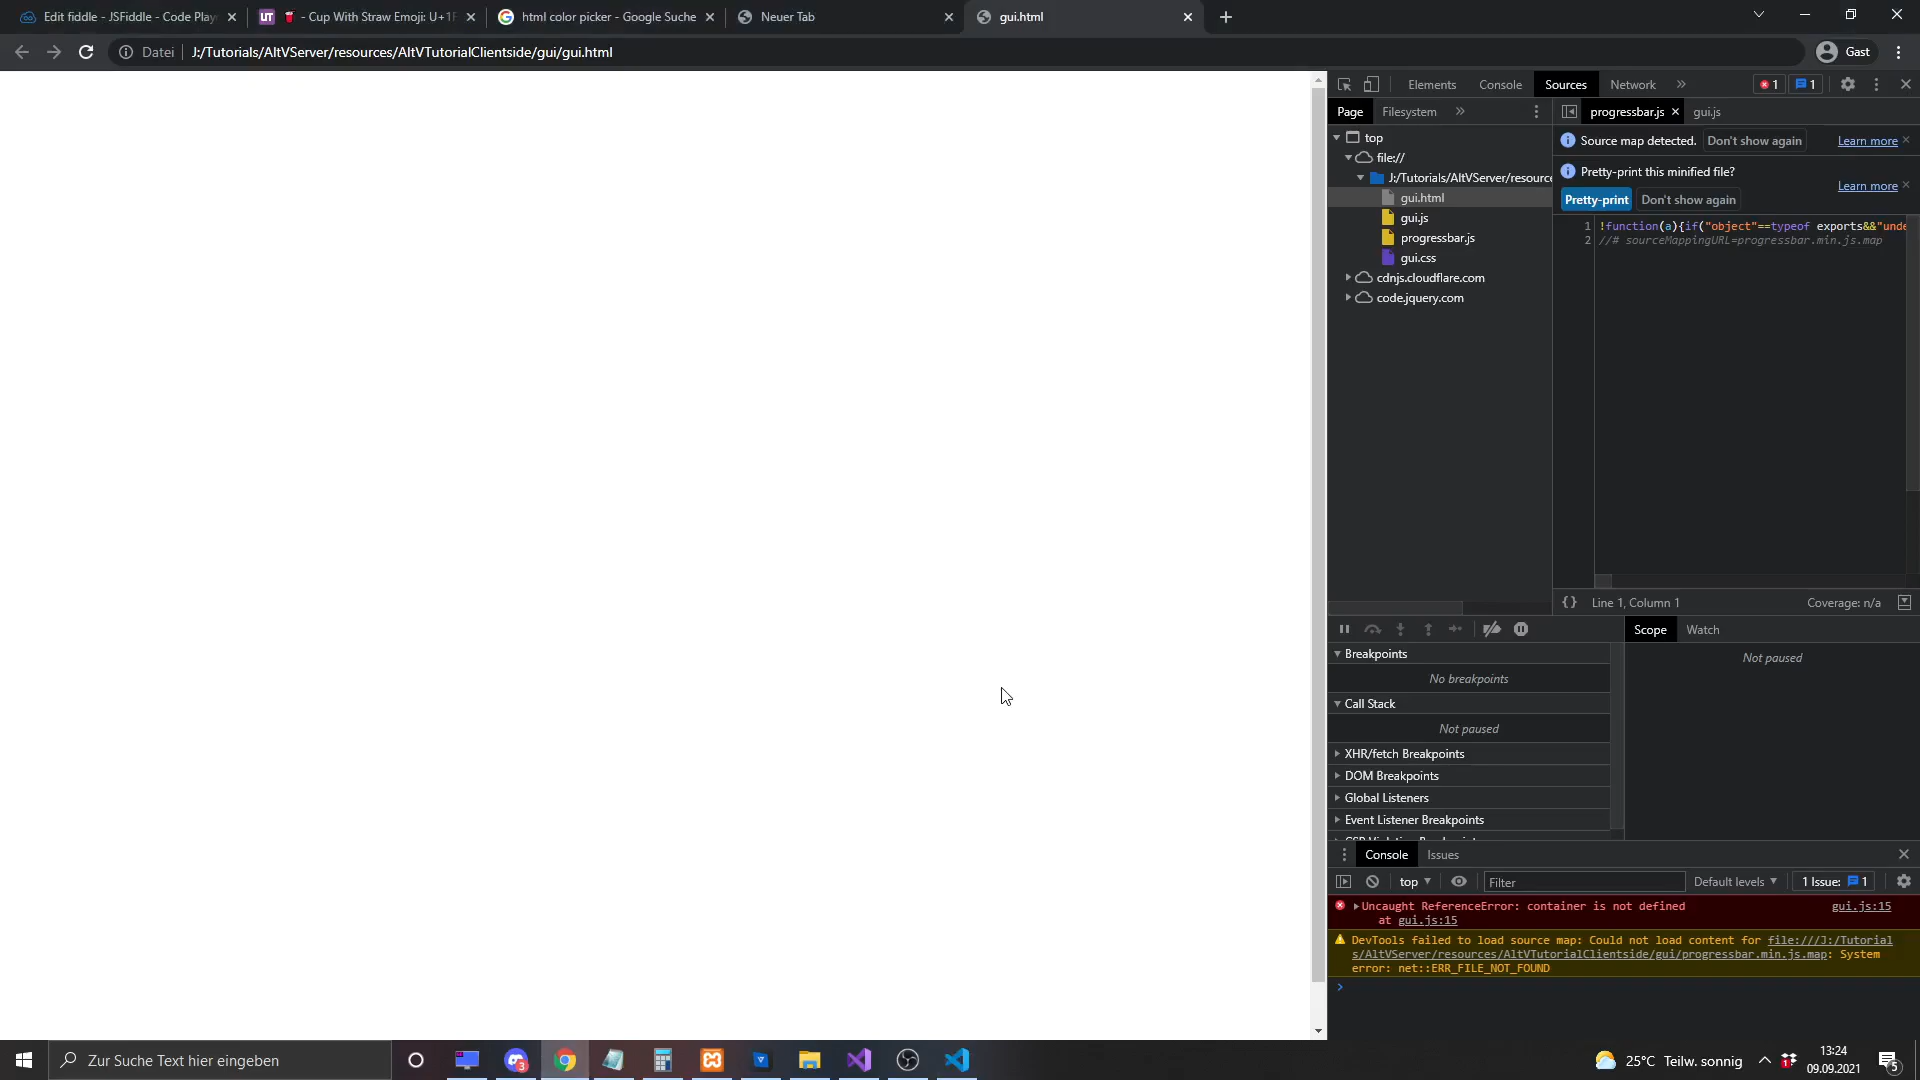 Edit fiddle - JSFiddle - Code Play
UT - Cup With Straw Emoji: U+1F
html color picker - Google Suche
Neuer Tab
gui.html
Datei J:/Tutorials/AltVServer/resources/AltVTutorialClientside/gui/gui.html
Gast
Elements Console Sources Network » 1 1
Page Filesystem »
progressbar.js gui.js
top
file://
J:/Tutorials/AltVServer/resource
gui.html
gui.js
progressbar.js
gui.css
cdnjs.cloudflare.com
code.jquery.com
Source map detected. Don't show again Learn more
Pretty-print this minified file?
Learn more
Pretty-print Don't show again
1 !function(a){if("object"==typeof exports&&"unde
2 //# sourceMappingURL=progressbar.min.js.map
{} Line 1, Column 1 Coverage: n/a
Scope Watch
Not paused
Breakpoints
No breakpoints
Call Stack
Not paused
XHR/fetch Breakpoints
DOM Breakpoints
Global Listeners
Event Listener Breakpoints
Console Issues
top Filter Default levels 1 Issue: 1
Uncaught ReferenceError: container is not defined gui.js:15
at gui.js:15
DevTools failed to load source map: Could not load content for file:///J:/Tutorial
s/AltVServer/resources/AltVTutorialClientside/gui/progressbar.min.js.map: System
error: net::ERR_FILE_NOT_FOUND
Zur Suche Text hier eingeben
3
25°C Teilw. sonnig
1
13:24
09.09.2021
5